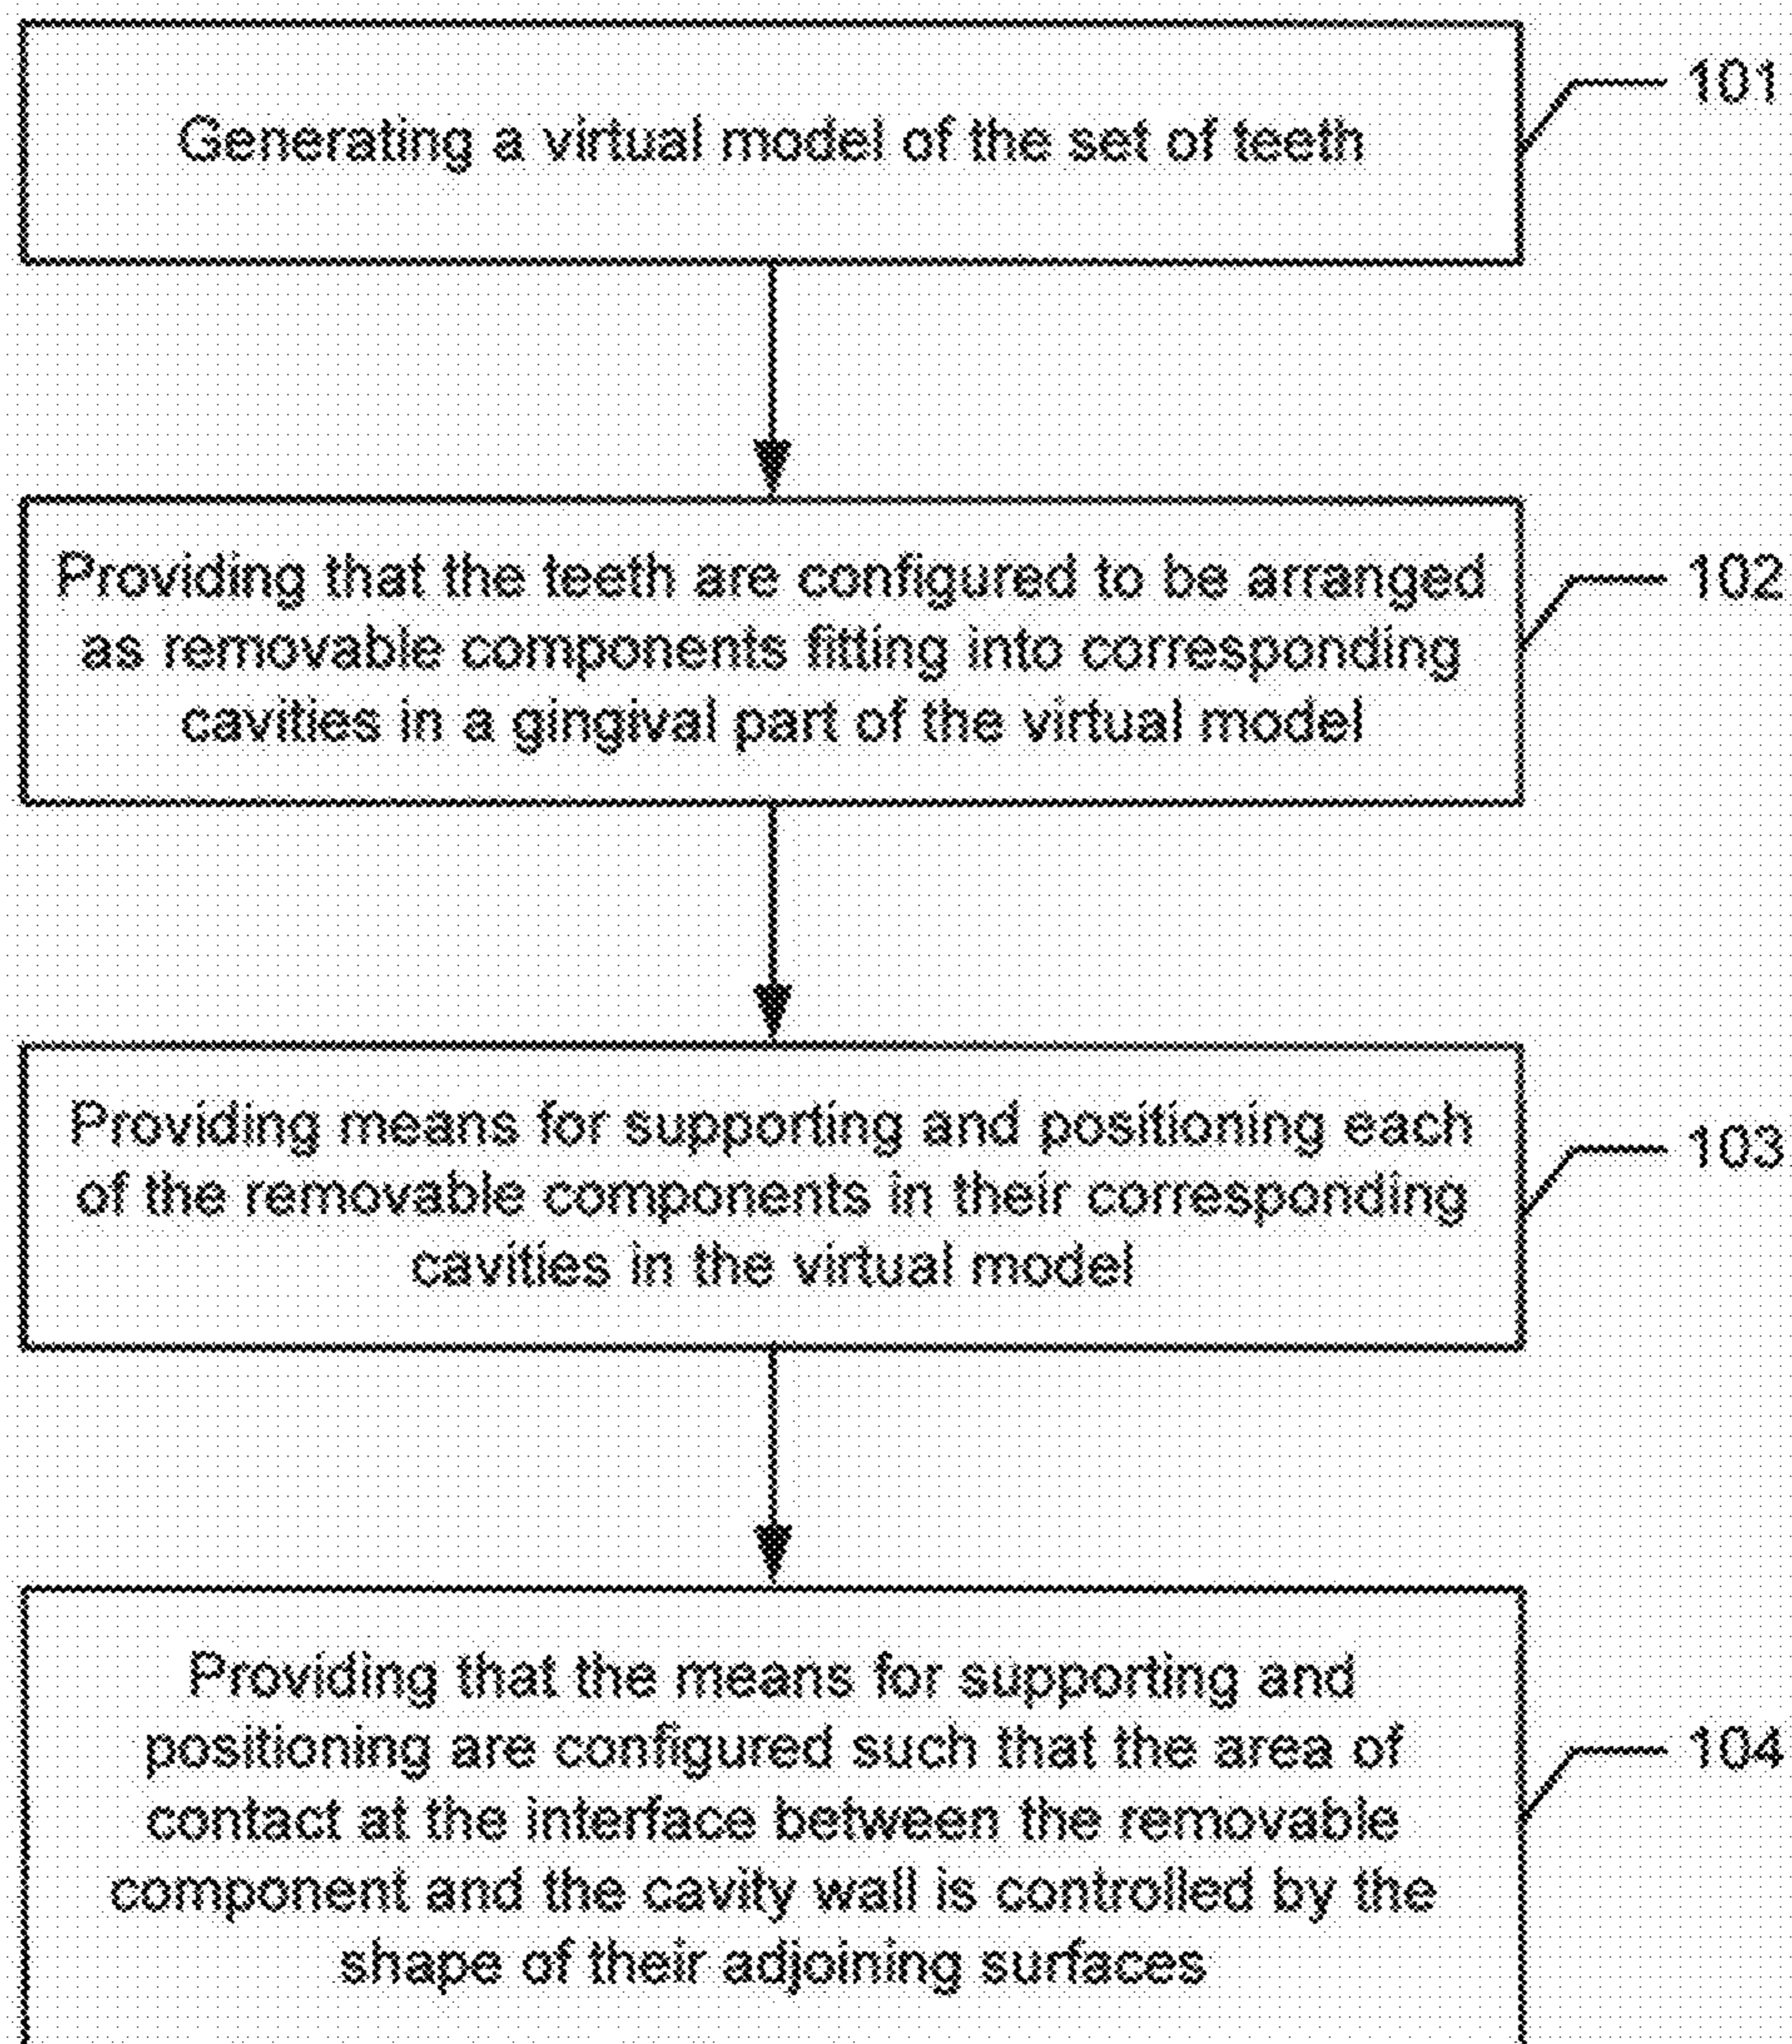 Generating a virtual model of the set of teeth
101
Providing that the teeth are configured to be arranged
as removable components fitting into corresponding
cavities in a gingival part of the virtual model
102
Providing means for supporting and positioning each
of the removable components in their corresponding
cavities in the virtual model
103
Providing that the means for supporting and
positioning are configured such that the area of
contact at the interface between the removable
component and the cavity wall is controlled by the
shape of their adjoining surfaces
104